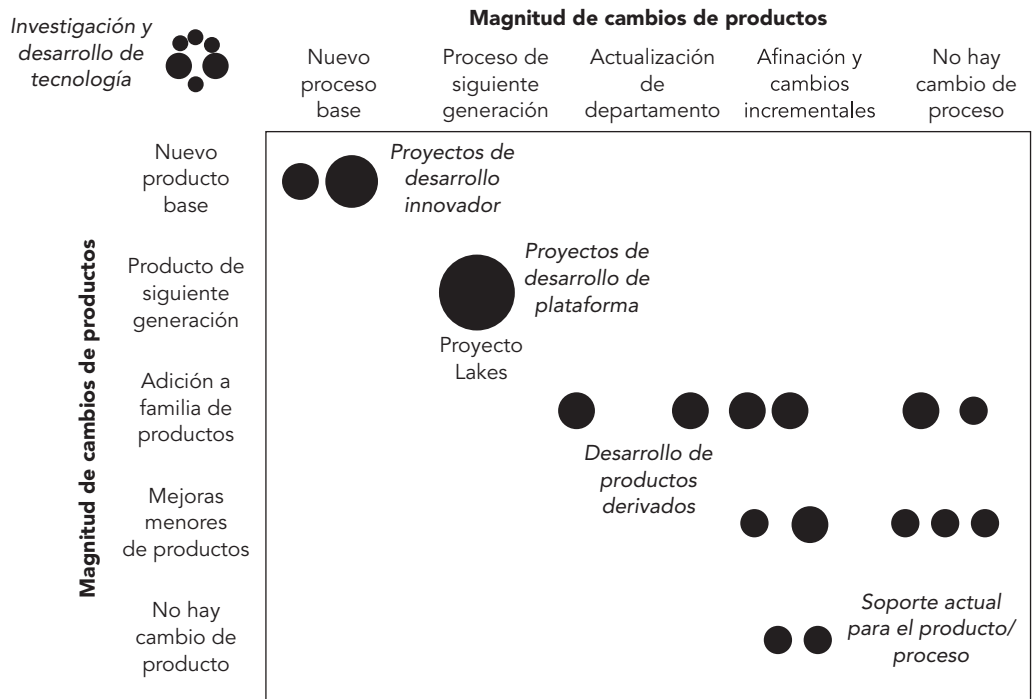 Investigación y
desarrollo de
tecnología
Magnitud de cambios de productos
Nuevo
proceso
base
Proceso de
siguiente
generación
Actualización
de
departamento
Afinación y
cambios
incrementales
No hay
cambio de
proceso
Magnitud de cambios de productos
Nuevo
producto
base
Proyectos de
desarrollo
innovador
Producto de
siguiente
generación
Proyectos de
desarrollo de
plataforma
Proyecto
Lakes
Adición a
familia de
productos
Desarrollo de
productos
derivados
Mejoras
menores
de productos
No hay
cambio de
producto
Soporte actual
para el producto/
proceso